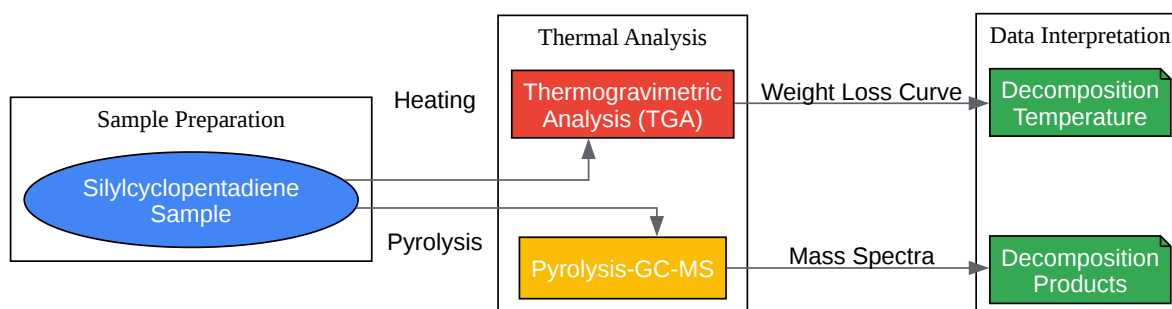 Sample Preparation
Silylcyclopentadiene
Sample
Heating
Pyrolysis
Thermal Analysis
Thermogravimetric
Analysis (TGA)
Pyrolysis-GC-MS
Weight Loss Curve
Mass Spectra
Data Interpretation
Decomposition
Temperature
Decomposition
Products